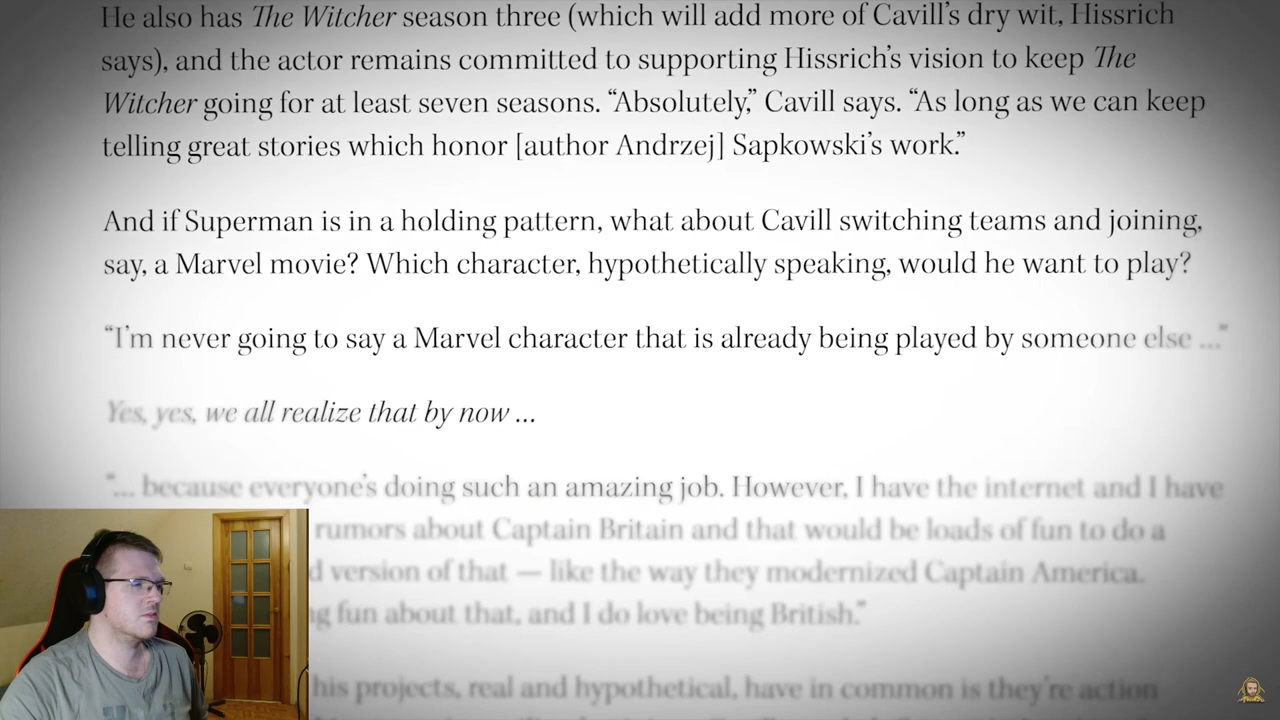 He also has The Witcher season three (which will add more of Cavill’s dry wit, Hissrich
says), and the actor remains committed to supporting Hissrich’s vision to keep The
Witcher going for at least seven seasons. “Absolutely,” Cavill says. “As long as we can keep
telling great stories which honor [author Andrzej] Sapkowski’s work.”
And if Superman is in a holding pattern, what about Cavill switching teams and joining,
say, a Marvel movie? Which character, hypothetically speaking, would he want to play?
“I’m never going to say a Marvel character that is already being played by someone else ...”
Yes, yes, we all realize that by now ...
“... because everyone’s doing such an amazing job. However, I have the internet and I have
rumors about Captain Britain and that would be loads of fun to do a
version of that — like the way they modernized Captain America.
fun about that, and I do love being British.”
his projects, real and hypothetical, have in common is they’re action